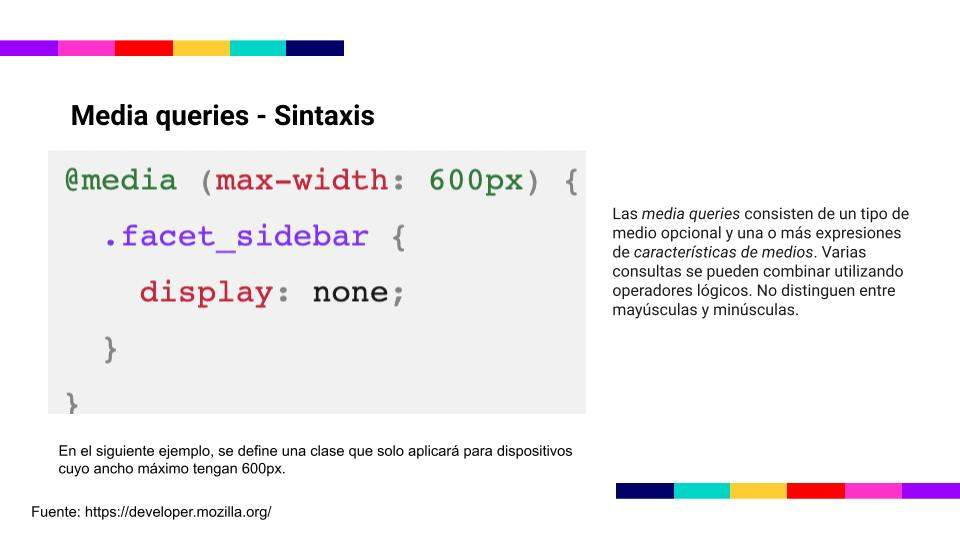 Media queries - Sintaxis
@media (max-width: 600px) {
.facet_sidebar {
display: none;
}
}
Las media queries consisten de un tipo de
medio opcional y una o más expresiones
de características de medios. Varias
consultas se pueden combinar utilizando
operadores lógicos. No distinguen entre
mayúsculas y minúsculas.
En el siguiente ejemplo, se define una clase que solo aplicará para dispositivos
cuyo ancho máximo tengan 600px.
Fuente: https://developer.mozilla.org/